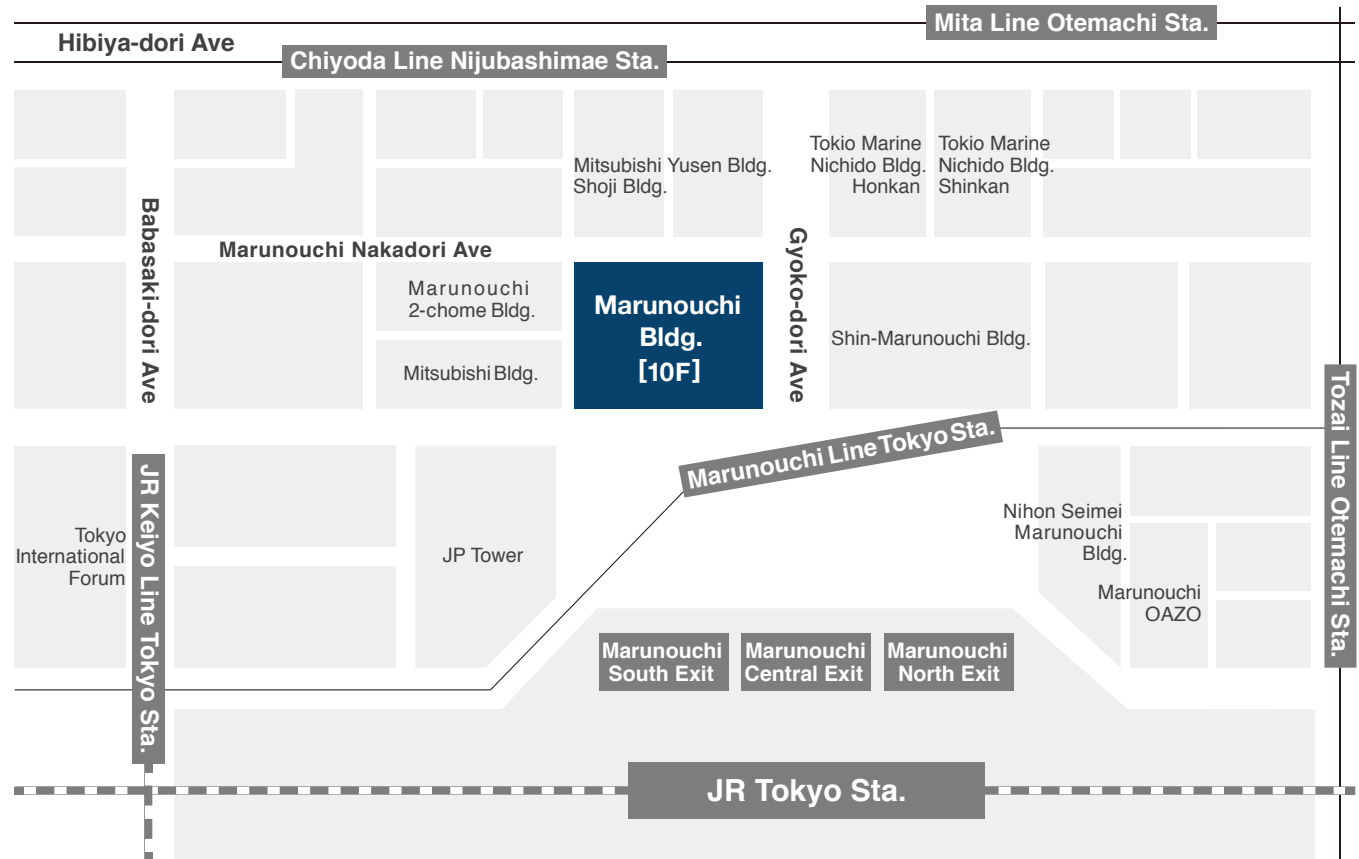 Mita Line Otemachi Sta.
Hibiya-dori Ave
Chiyoda Line Nijubashimae Sta.
Mitsubishi
Shoji Bldg.
Yusen Bldg.
Tokio Marine
Nichido Bldg.
Honkan
Tokio Marine
Nichido Bldg.
Shinkan
Babasaki-dori Ave
Marunouchi Nakadori Ave
Gyoko-dori Ave
Marunouchi
2-chome Bldg.
Mitsubishi Bldg.
Marunouchi
Bldg.
[10F]
Shin-Marunouchi Bldg.
Tozai Line Otemachi Sta.
Marunouchi Line Tokyo Sta.
JR Keiyo Line Tokyo Sta.
Tokyo
International
Forum
JP Tower
Nihon Seimei
Marunouchi
Bldg.
Marunouchi
OAZO
Marunouchi
South Exit
Marunouchi
Central Exit
Marunouchi
North Exit
JR Tokyo Sta.